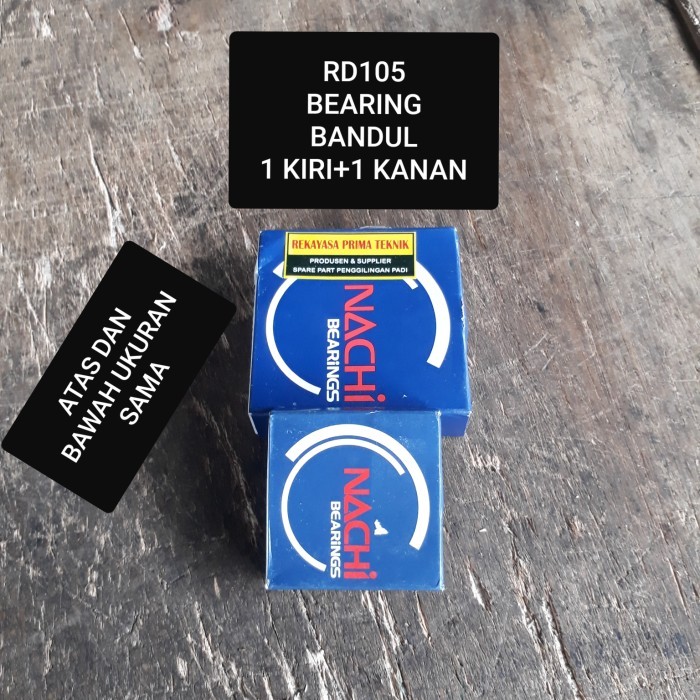 RD105
BEARING
BANDUL
1 KIRI+1 KANAN
REKAYASA PRIMA TEKNIK
PRODUSEN & SUPPLIER
SPARE PART PENGGILINGAN PADI
NACHi
BEARiNGS
ATAS DAN
BAWAH UKURAN
SAMA
NACHi
BEARiNGS